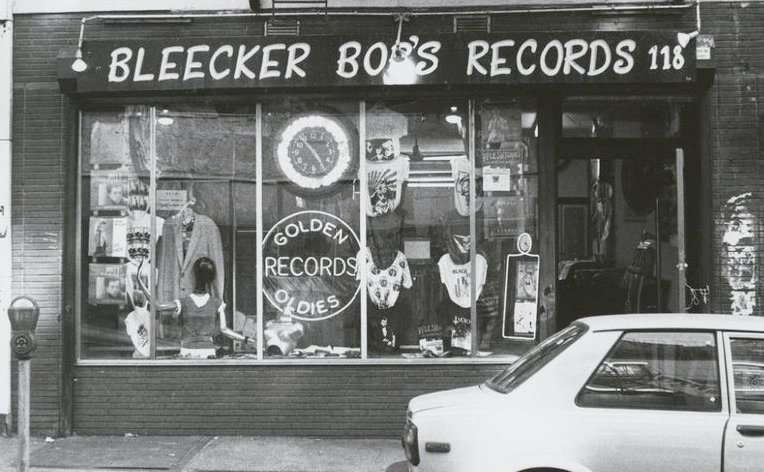 BLEECKER BOB'S RECORDS 118
GOLDEN
RECORDS
OLDIES